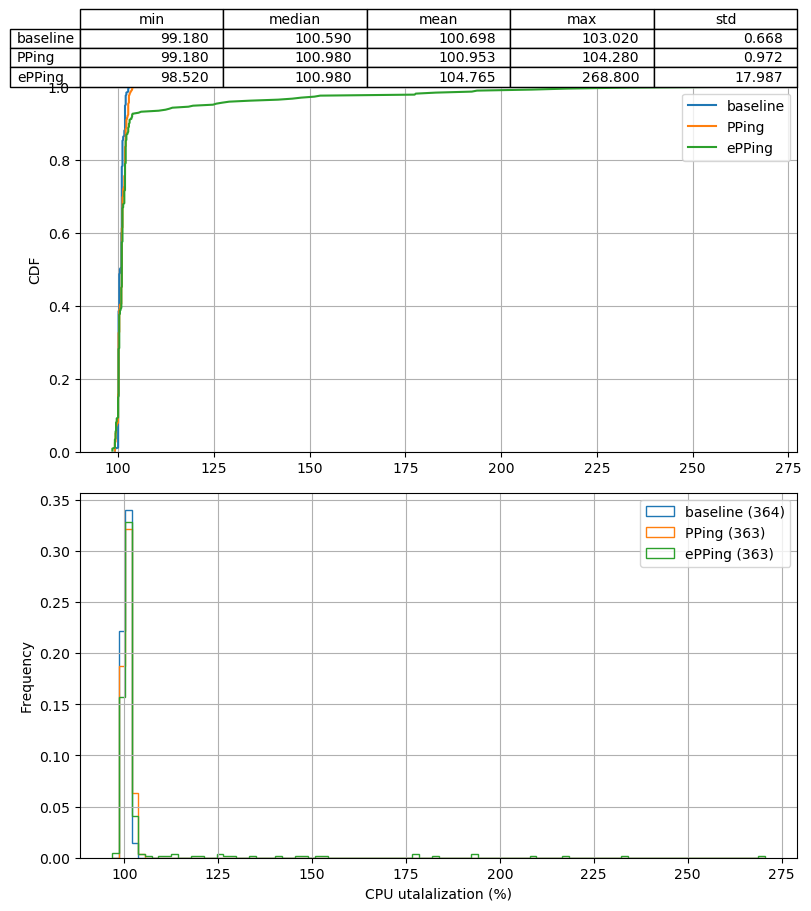 min median mean max std
baseline 99.180 100.590 100.698 103.020 0.668
PPing 99.180 100.980 100.953 104.280 0.972
ePPing 98.520 100.980 104.765 268.800 17.987
1.0
0.8
0.6
0.4
0.2
0.0
CDF
baseline
PPing
ePPing
100 125 150 175 200 225 250 275
0.35
0.30
0.25
0.20
0.15
0.10
0.05
0.00
Frequency
baseline (364)
PPing (363)
ePPing (363)
100 125 150 175 200 225 250 275
CPU utalalization (%)